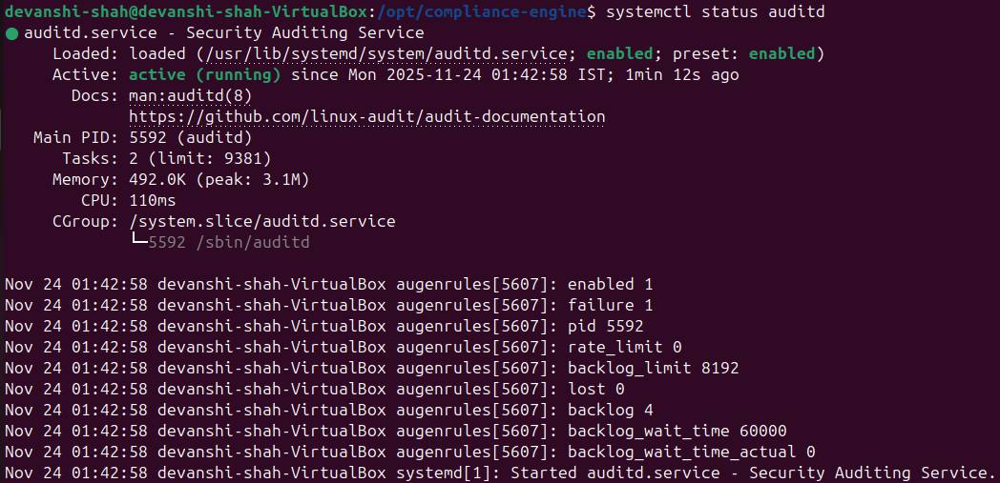 devanshi-shah@devanshi-shah-VirtualBox:/opt/compliance-engine$ systemctl status auditd
● auditd.service - Security Auditing Service
     Loaded: loaded (/usr/lib/systemd/system/auditd.service; enabled; preset: enabled)
     Active: active (running) since Mon 2025-11-24 01:42:58 IST; 1min 12s ago
       Docs: man:auditd(8)
             https://github.com/linux-audit/audit-documentation
   Main PID: 5592 (auditd)
      Tasks: 2 (limit: 9381)
     Memory: 492.0K (peak: 3.1M)
        CPU: 110ms
     CGroup: /system.slice/auditd.service
             └─5592 /sbin/auditd

Nov 24 01:42:58 devanshi-shah-VirtualBox augenrules[5607]: enabled 1
Nov 24 01:42:58 devanshi-shah-VirtualBox augenrules[5607]: failure 1
Nov 24 01:42:58 devanshi-shah-VirtualBox augenrules[5607]: pid 5592
Nov 24 01:42:58 devanshi-shah-VirtualBox augenrules[5607]: rate_limit 0
Nov 24 01:42:58 devanshi-shah-VirtualBox augenrules[5607]: backlog_limit 8192
Nov 24 01:42:58 devanshi-shah-VirtualBox augenrules[5607]: lost 0
Nov 24 01:42:58 devanshi-shah-VirtualBox augenrules[5607]: backlog 4
Nov 24 01:42:58 devanshi-shah-VirtualBox augenrules[5607]: backlog_wait_time 60000
Nov 24 01:42:58 devanshi-shah-VirtualBox augenrules[5607]: backlog_wait_time_actual 0
Nov 24 01:42:58 devanshi-shah-VirtualBox systemd[1]: Started auditd.service - Security Auditing Service.